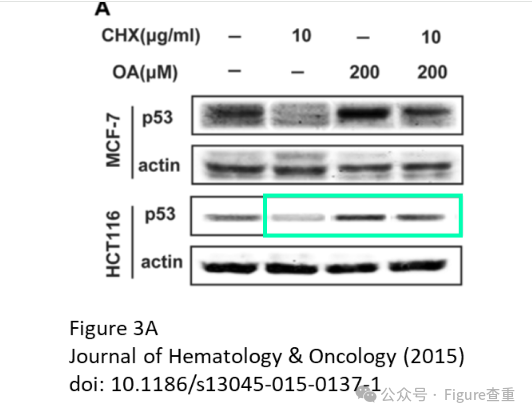 A
CHX(μg/ml) – 10 – 10
OA(μM) – – 200 200
MCF-7
p53
actin
HCT116
p53
actin
Figure 3A
Journal of Hematology & Oncology (2015)
doi: 10.1186/s13045-015-0137-1
公众号 · Figure查重